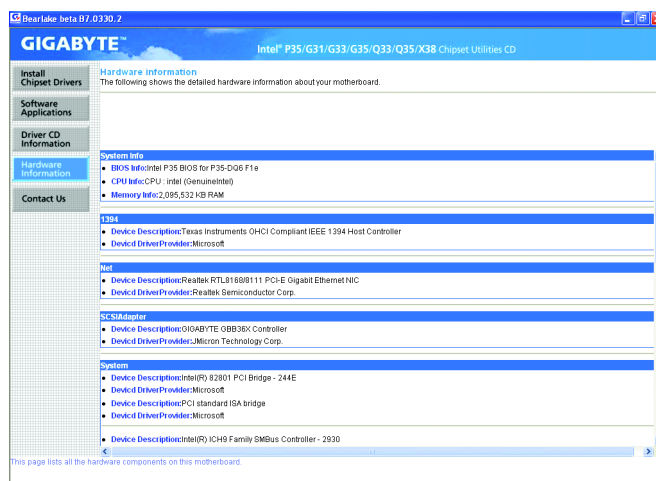 Bearlake beta B7.0330.2
GIGABYTE™
Intel® P35/G31/G33/G35/Q33/Q35/X38 Chipset Utilities CD
Install
Chipset Drivers
Software
Applications
Driver CD
Information
Hardware
Information
Contact Us
Hardware information
The following shows the detailed hardware information about your motherboard.
System Info
• BIOS Info:Intel P35 BIOS for P35-DQ6 F1e
• CPU Info:CPU : intel (GenuineIntel)
• Memory Info:2,095,532 KB RAM
1394
• Device Description:Texas Instruments OHCI Compliant IEEE 1394 Host Controller
• Devicd DriverProvider:Microsoft
Net
• Device Description:Realtek RTL8168/8111 PCI-E Gigabit Ethernet NIC
• Devicd DriverProvider:Realtek Semiconductor Corp.
SCSIAdapter
• Device Description:GIGABYTE GBB36X Controller
• Devicd DriverProvider:JMicron Technology Corp.
System
• Device Description:Intel(R) 82801 PCI Bridge - 244E
• Devicd DriverProvider:Microsoft
• Device Description:PCI standard ISA bridge
• Devicd DriverProvider:Microsoft
• Device Description:Intel(R) ICH9 Family SMBus Controller - 2930
This page lists all the hardware components on this motherboard.